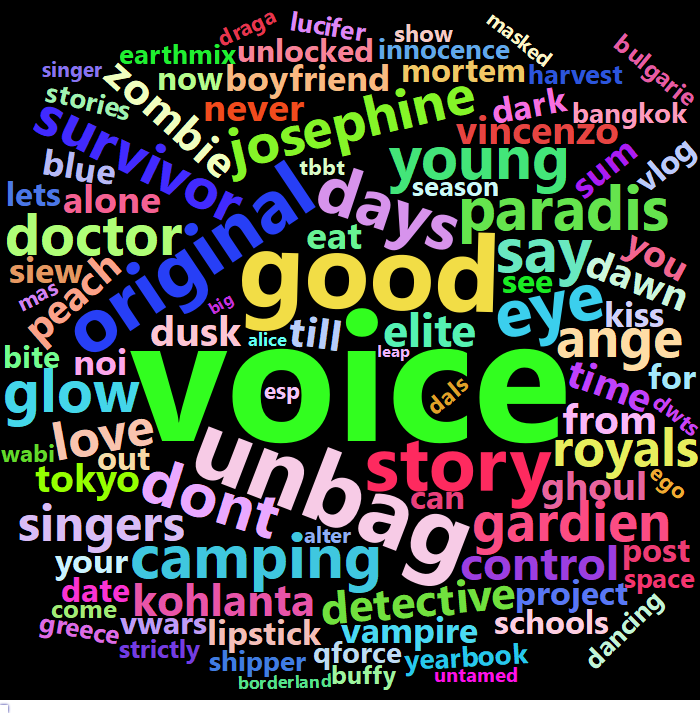 draga
lucifer
show
masked
bulgarie
earthmix
unlocked
innocence
singer
zombie
now
boyfriend
mortem
harvest
stories
survivor
never
josephine
dark
bangkok
vincenzo
blue
tbbt
young
sum
vlog
lets
alone
original
days
season
paradis
doctor
eat
good
say
you
siew
peach
see
dawn
mas
big
dusk
alice
till
elite
eye
kiss
ange
bite
noi
voice
leap
glow
esp
dals
time
for
dwts
love
out
from
wabi
unbag
story
royals
tokyo
dont
can
ghoul
ego
singers
alter
gardien
your
camping
control
post
space
date
kohlanta
detective
project
come
greece
vwars
lipstick
vampire
schools
dancing
strictly
shipper
qforce
yearbook
borderland
buffy
untamed